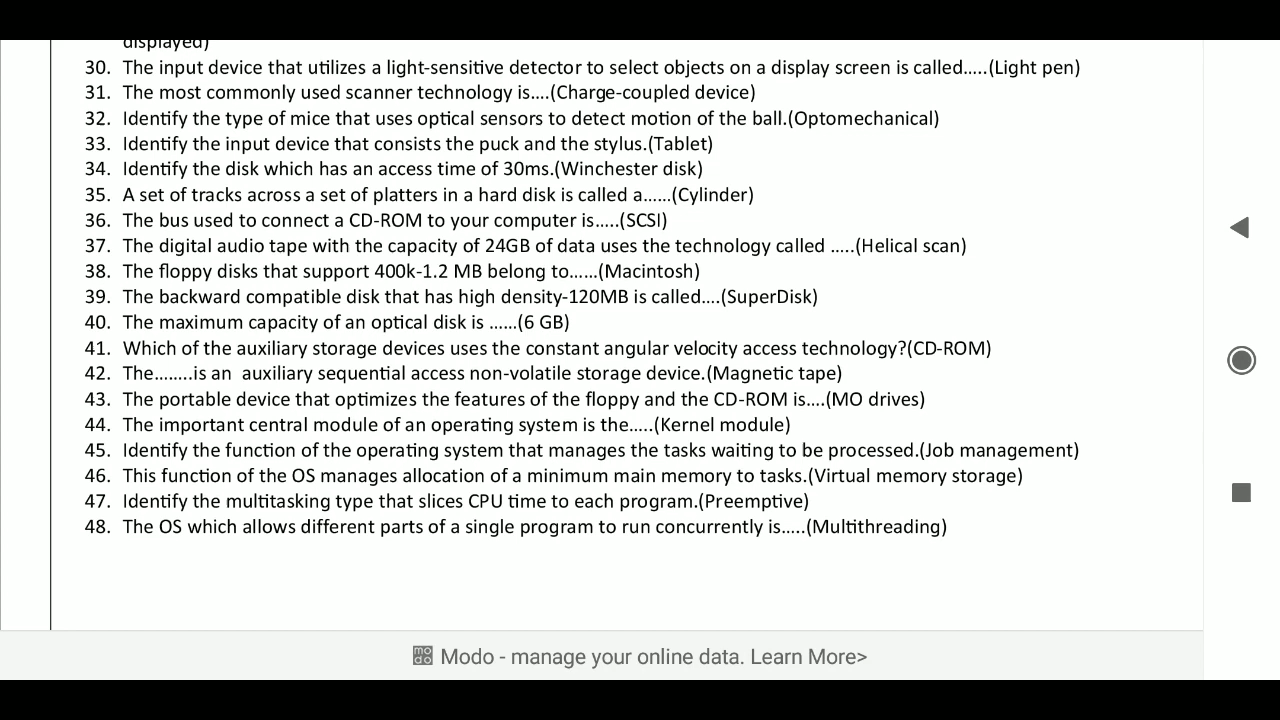 displayed)
30. The input device that utilizes a light-sensitive detector to select objects on a display screen is called.....(Light pen)
31. The most commonly used scanner technology is....(Charge-coupled device)
32. Identify the type of mice that uses optical sensors to detect motion of the ball.(Optomechanical)
33. Identify the input device that consists the puck and the stylus.(Tablet)
34. Identify the disk which has an access time of 30ms.(Winchester disk)
35. A set of tracks across a set of platters in a hard disk is called a......(Cylinder)
36. The bus used to connect a CD-ROM to your computer is.....(SCSI)
37. The digital audio tape with the capacity of 24GB of data uses the technology called .....(Helical scan)
38. The floppy disks that support 400k-1.2 MB belong to......(Macintosh)
39. The backward compatible disk that has high density-120MB is called....(SuperDisk)
40. The maximum capacity of an optical disk is ......(6 GB)
41. Which of the auxiliary storage devices uses the constant angular velocity access technology?(CD-ROM)
42. The........is an  auxiliary sequential access non-volatile storage device.(Magnetic tape)
43. The portable device that optimizes the features of the floppy and the CD-ROM is....(MO drives)
44. The important central module of an operating system is the.....(Kernel module)
45. Identify the function of the operating system that manages the tasks waiting to be processed.(Job management)
46. This function of the OS manages allocation of a minimum main memory to tasks.(Virtual memory storage)
47. Identify the multitasking type that slices CPU time to each program.(Preemptive)
48. The OS which allows different parts of a single program to run concurrently is.....(Multithreading)
modo Modo - manage your online data. Learn More>